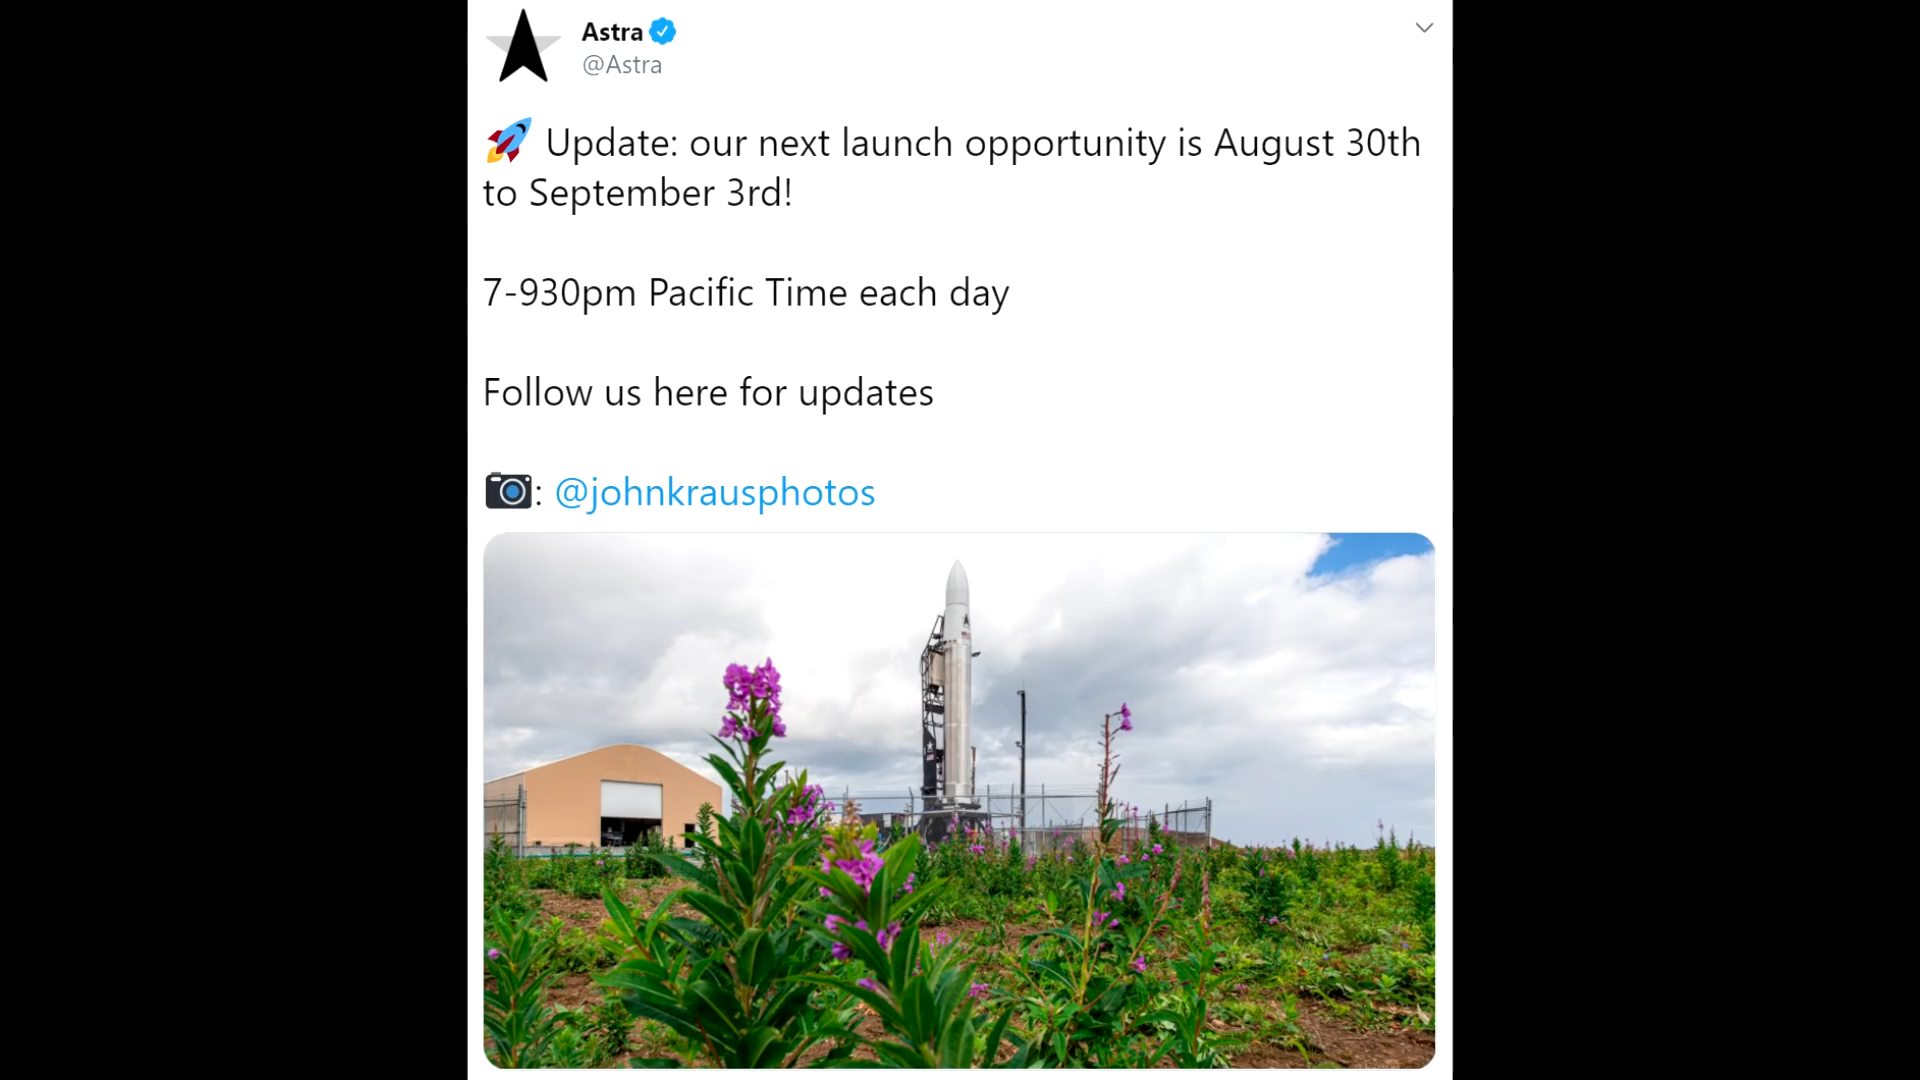 Astra
@Astra
🚀 Update: our next launch opportunity is August 30th
to September 3rd!
7-930pm Pacific Time each day
Follow us here for updates
📷: @johnkrausphotos